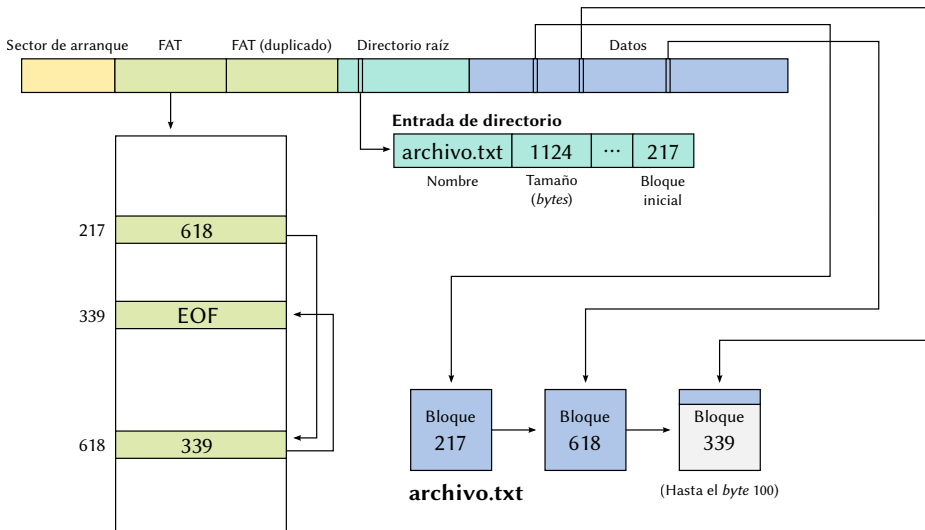 Sector de arranque
FAT
FAT (duplicado)
Directorio raíz
Datos
Entrada de directorio
archivo.txt
1124
...
217
Nombre
Tamaño
(bytes)
Bloque
inicial
217
618
339
EOF
618
339
Bloque
217
Bloque
618
Bloque
339
archivo.txt
(Hasta el byte 100)